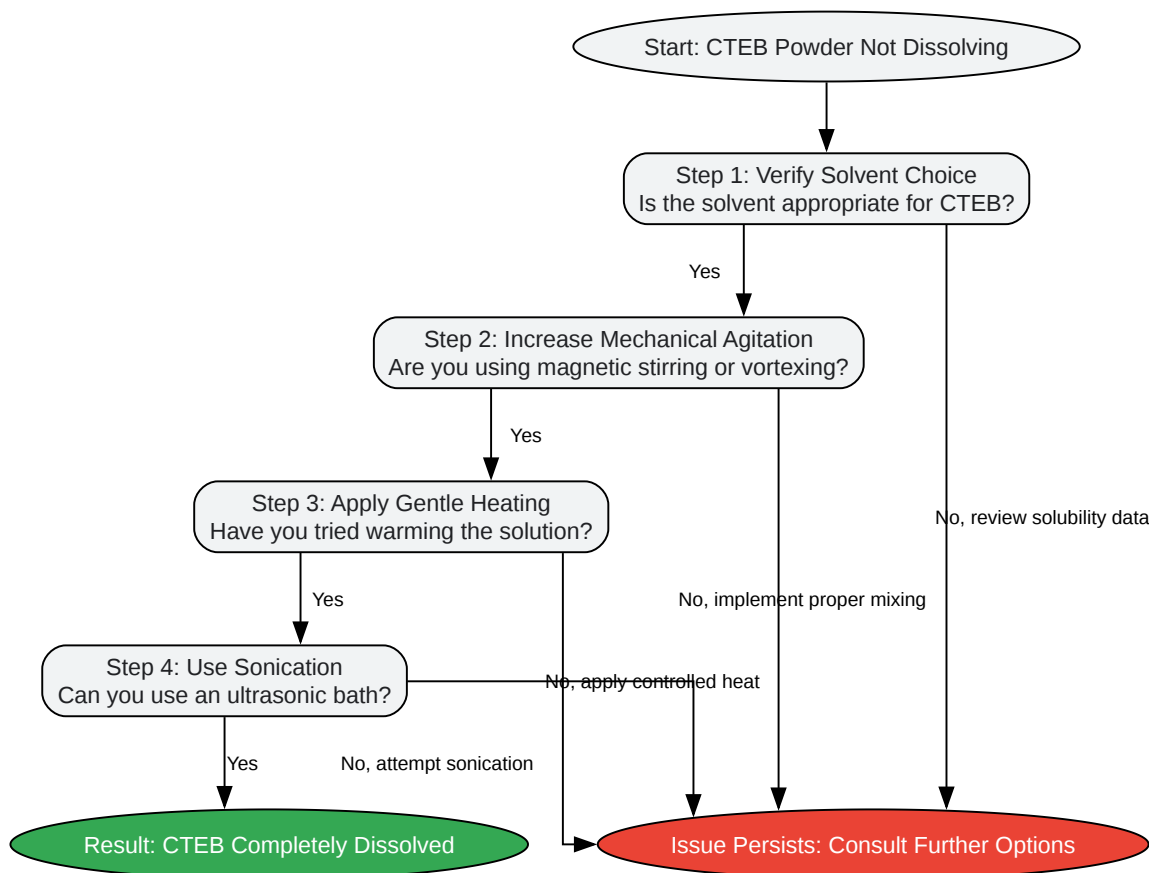 Start: CTEB Powder Not Dissolving
Step 1: Verify Solvent Choice
Is the solvent appropriate for CTEB?
Yes
Step 2: Increase Mechanical Agitation
Are you using magnetic stirring or vortexing?
Yes
Step 3: Apply Gentle Heating
Have you tried warming the solution?
No, review solubility data
Yes
No, implement proper mixing
Step 4: Use Sonication
Can you use an ultrasonic bath?
No, apply controlled heat
Yes
No, attempt sonication
Result: CTEB Completely Dissolved
Issue Persists: Consult Further Options